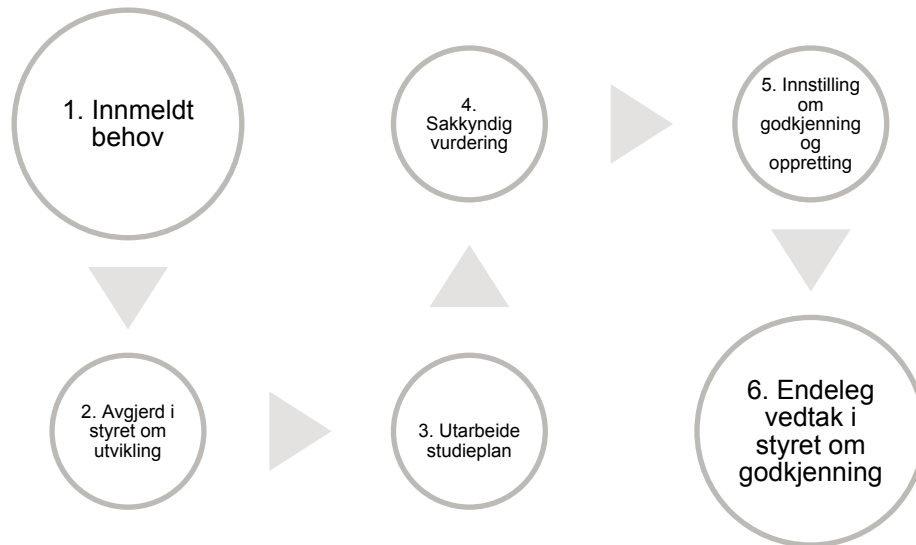 1. Innmeldt
behov
2. Avgjerd i
styret om
utvikling
3. Utarbeide
studieplan
4.
Sakkyndig
vurdering
5. Innstilling
om
godkjenning
og
oppretting
6. Endeleg
vedtak i
styret om
godkjenning